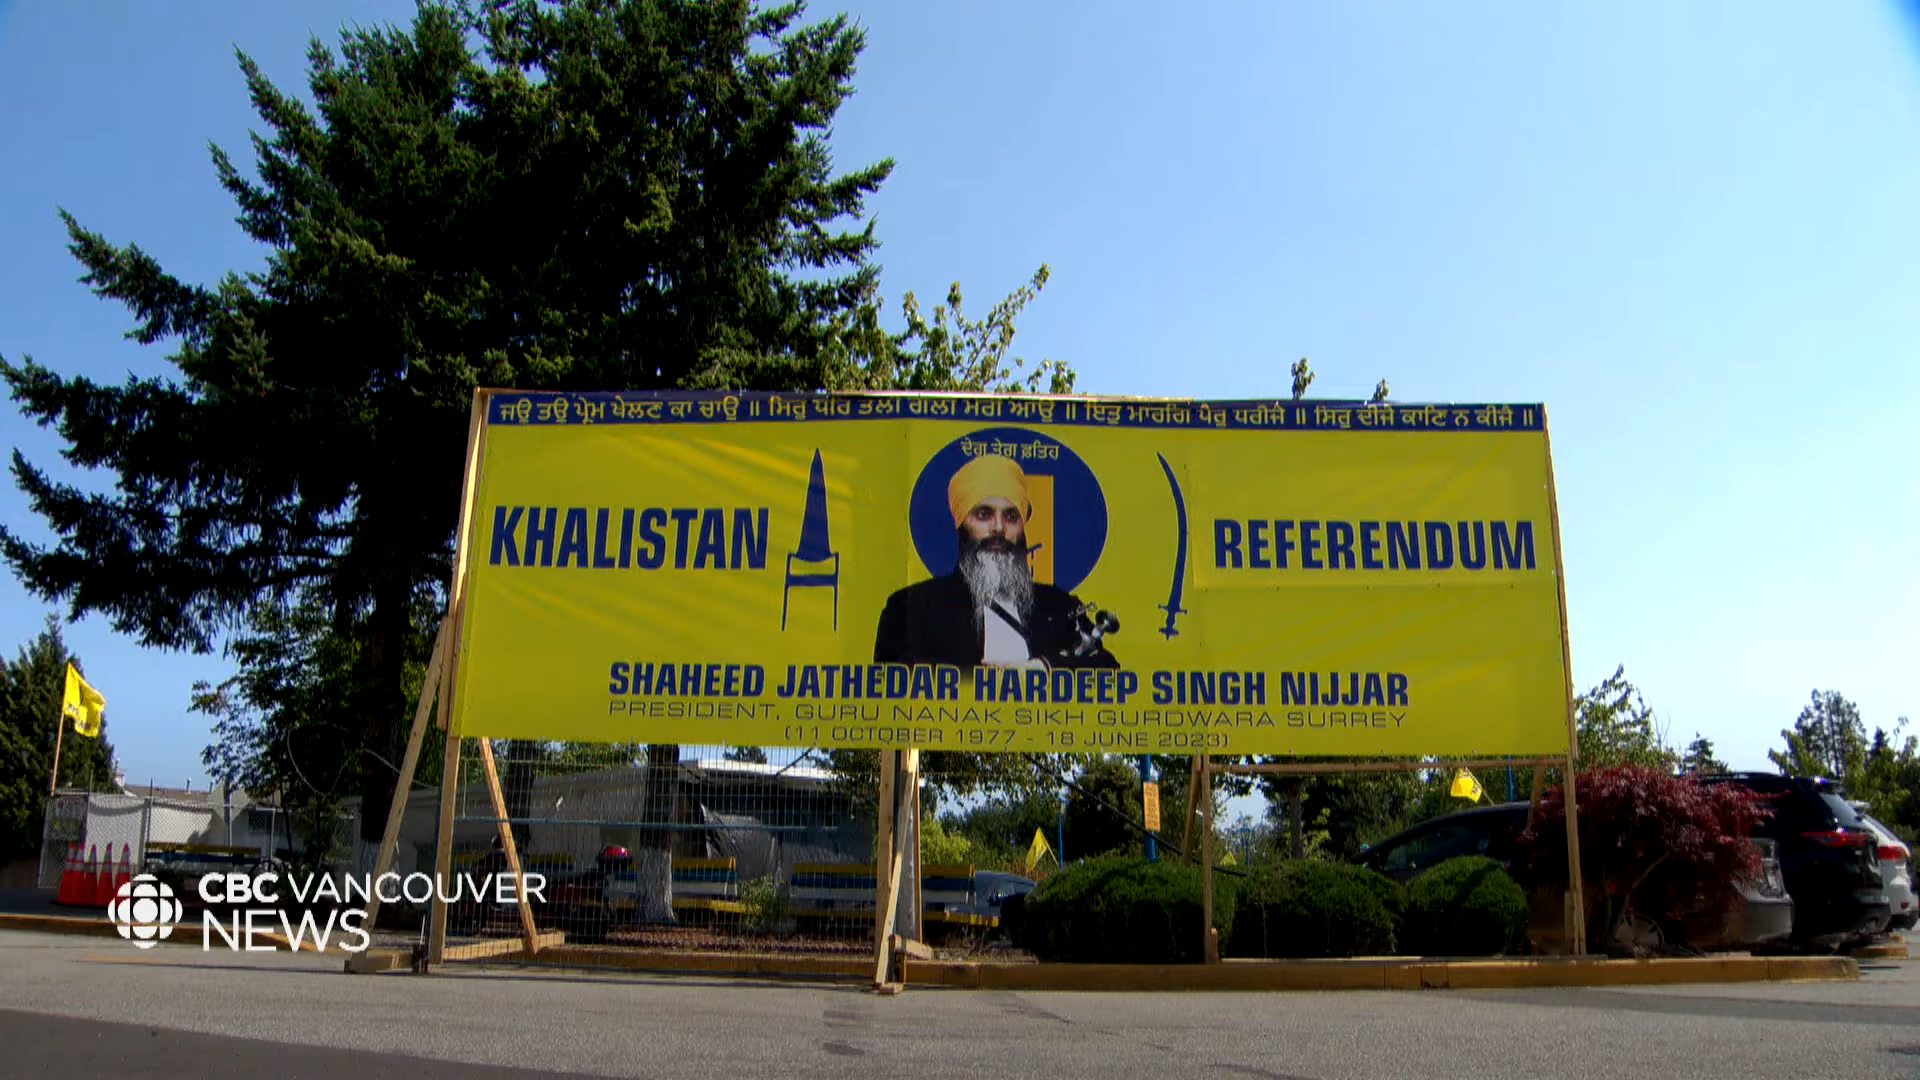 ਜਉ ਤਉ ਪ੍ਰੇਮ ਖੇਲਣ ਕਾ ਚਾਉ ॥ ਸਿਰੁ ਧਰਿ ਤਲੀ ਗਲੀ ਮੇਰੀ ਆਉ ॥ ਇਤੁ ਮਾਰਗਿ ਪੈਰੁ ਧਰੀਜੈ ॥ ਸਿਰੁ ਦੀਜੈ ਕਾਣਿ ਨ ਕੀਜੈ ॥
ਦੇਗ ਤੇਗ ਫ਼ਤਿਹ
KHALISTAN REFERENDUM
SHAHEED JATHEDAR HARDEEP SINGH NIJJAR
PRESIDENT, GURU NANAK SIKH GURDWARA SURREY
(11 OCTOBER 1977 - 18 JUNE 2023)
CBC VANCOUVER
NEWS